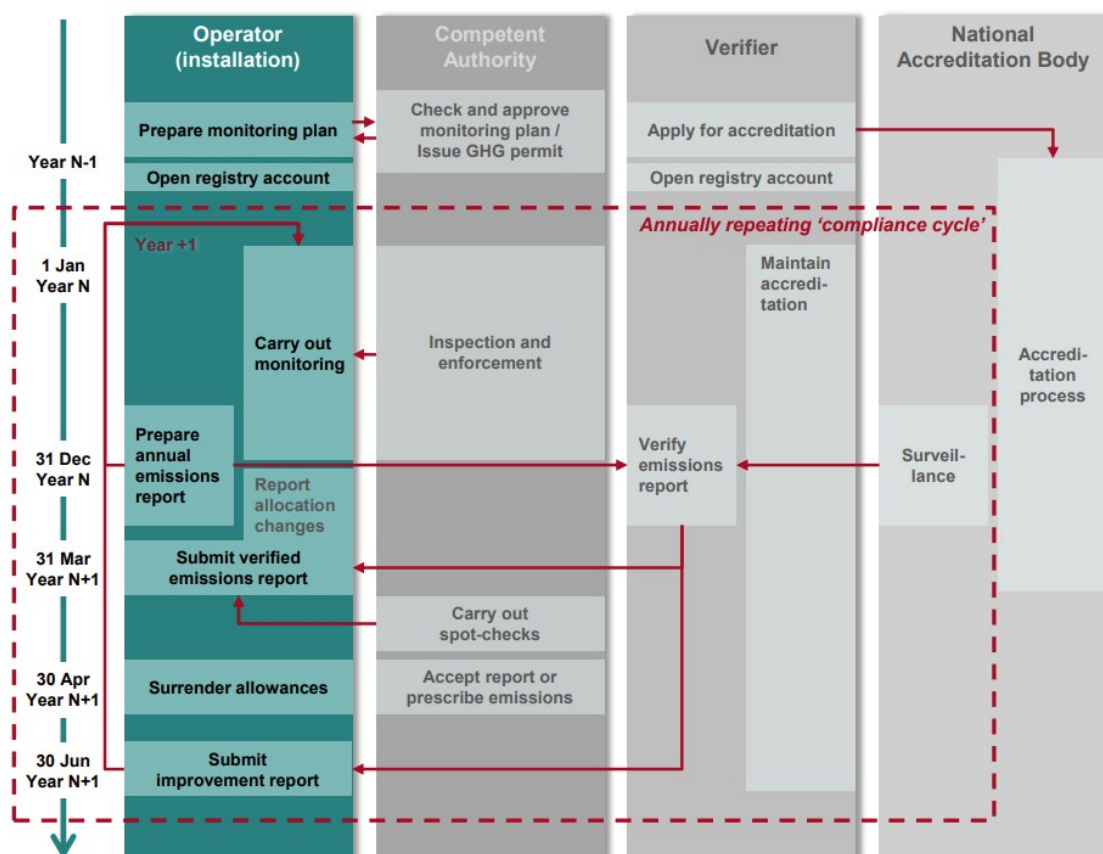 Operator
(installation)
Competent
Authority
Verifier
National
Accreditation Body
Year N-1
Prepare monitoring plan
Check and approve
monitoring plan /
Issue GHG permit
Apply for accreditation
Open registry account
Open registry account
Annually repeating ‘compliance cycle’
Year +1
1 Jan
Year N
Carry out
monitoring
Inspection and
enforcement
Maintain
accredi-
tation
Accredi-
tation
process
31 Dec
Year N
Prepare
annual
emissions
report
Report
allocation
changes
Verify
emissions
report
Surveil-
lance
31 Mar
Year N+1
Submit verified
emissions report
Carry out
spot-checks
30 Apr
Year N+1
Surrender allowances
Accept report or
prescribe emissions
30 Jun
Year N+1
Submit
improvement report